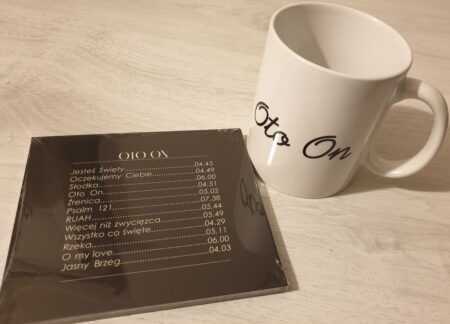 OTO ON
Jesteś Święty....................04.45
Oczekujemy Ciebie..........04.49
Słodka..............................06.00
Oto On.............................04.51
Źrenica.............................05.03
Psalm 121.........................07.38
RUAH................................05.44
Więcej niż zwycięzca........05.49
Wszystko co święte..........04.29
Rzeka................................05.11
O my love.........................06.00
Jasny Brzeg......................04.03
Oto On